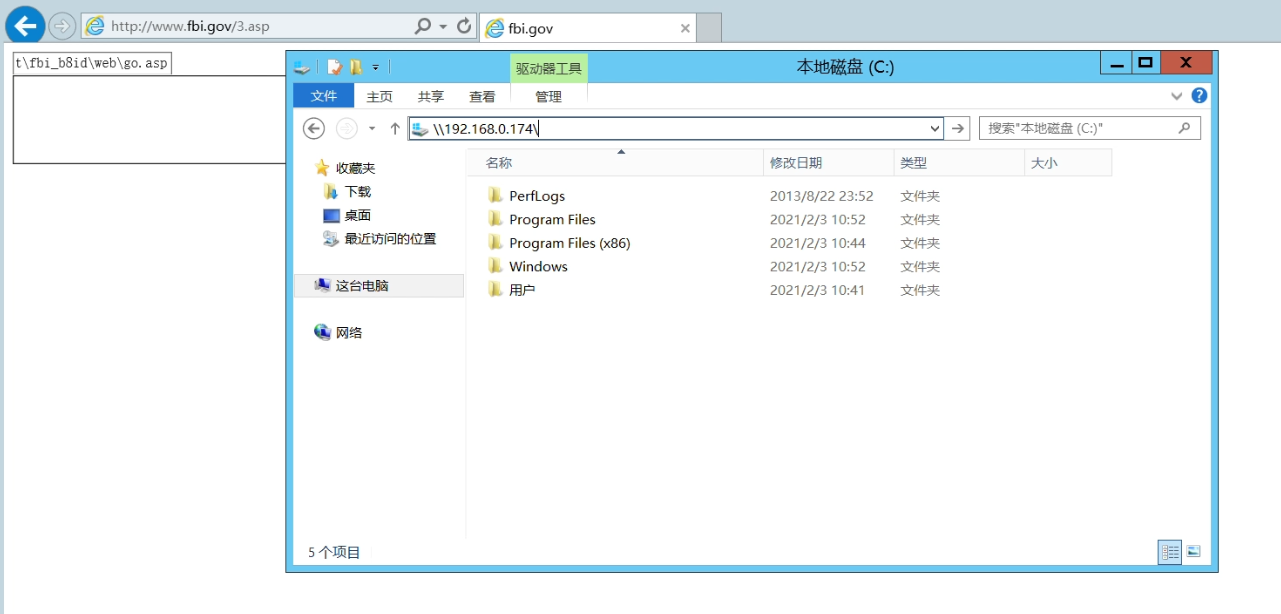 http://www.fbi.gov/3.asp
fbi.gov
t\fbi_b8id\web\go.asp
驱动器工具
本地磁盘 (C:)
文件 主页 共享 查看 管理
\\192.168.0.174\
搜索"本地磁盘 (C:)"
收藏夹
下载
桌面
最近访问的位置
这台电脑
网络
名称 修改日期 类型 大小
PerfLogs 2013/8/22 23:52 文件夹
Program Files 2021/2/3 10:52 文件夹
Program Files (x86) 2021/2/3 10:44 文件夹
Windows 2021/2/3 10:52 文件夹
用户 2021/2/3 10:41 文件夹
5 个项目